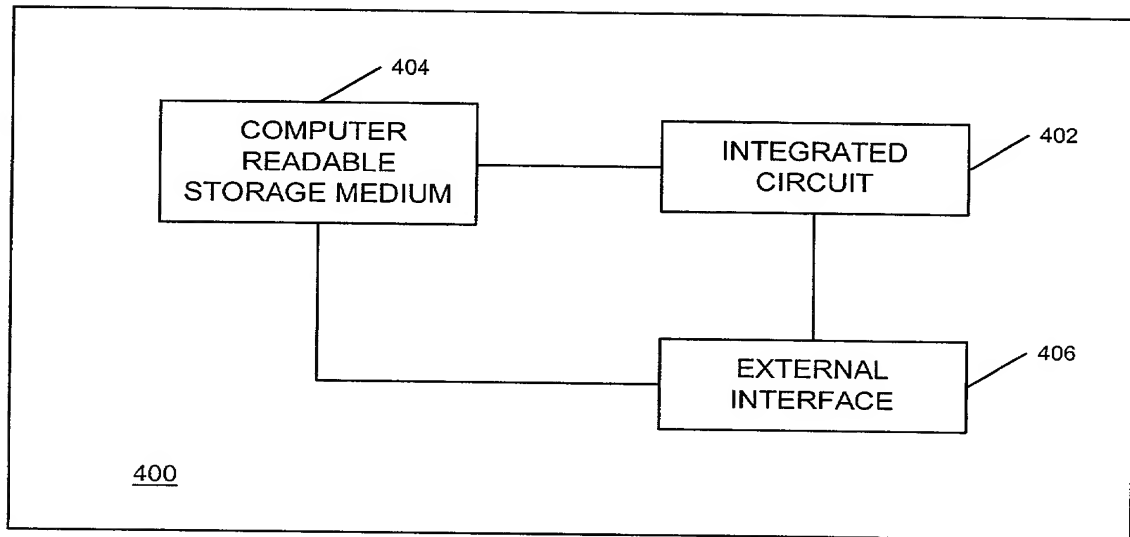 404
COMPUTER
READABLE
STORAGE MEDIUM
INTEGRATED
CIRCUIT
402
EXTERNAL
INTERFACE
406
400